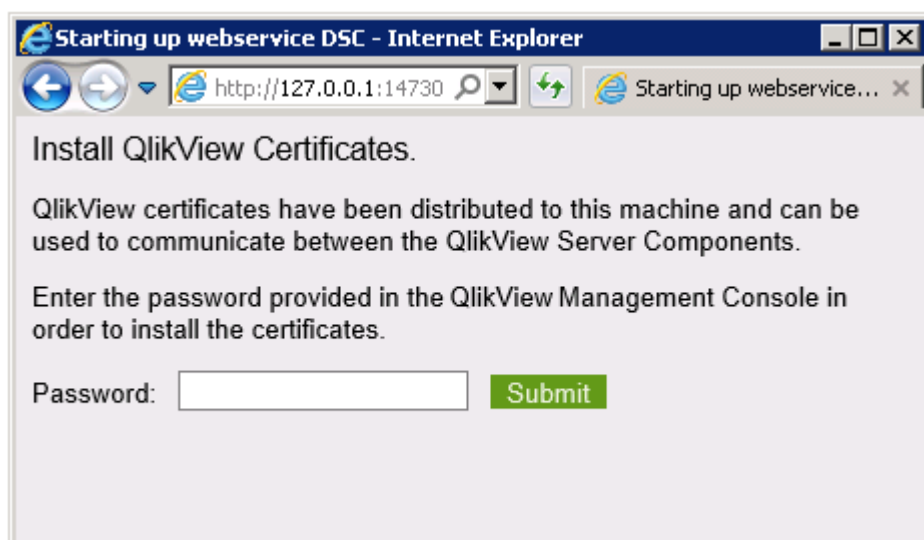 Starting up webservice DSC - Internet Explorer
http://127.0.0.1:14730
Starting up webservice...
Install QlikView Certificates.
QlikView certificates have been distributed to this machine and can be
used to communicate between the QlikView Server Components.
Enter the password provided in the QlikView Management Console in
order to install the certificates.
Password:
Submit